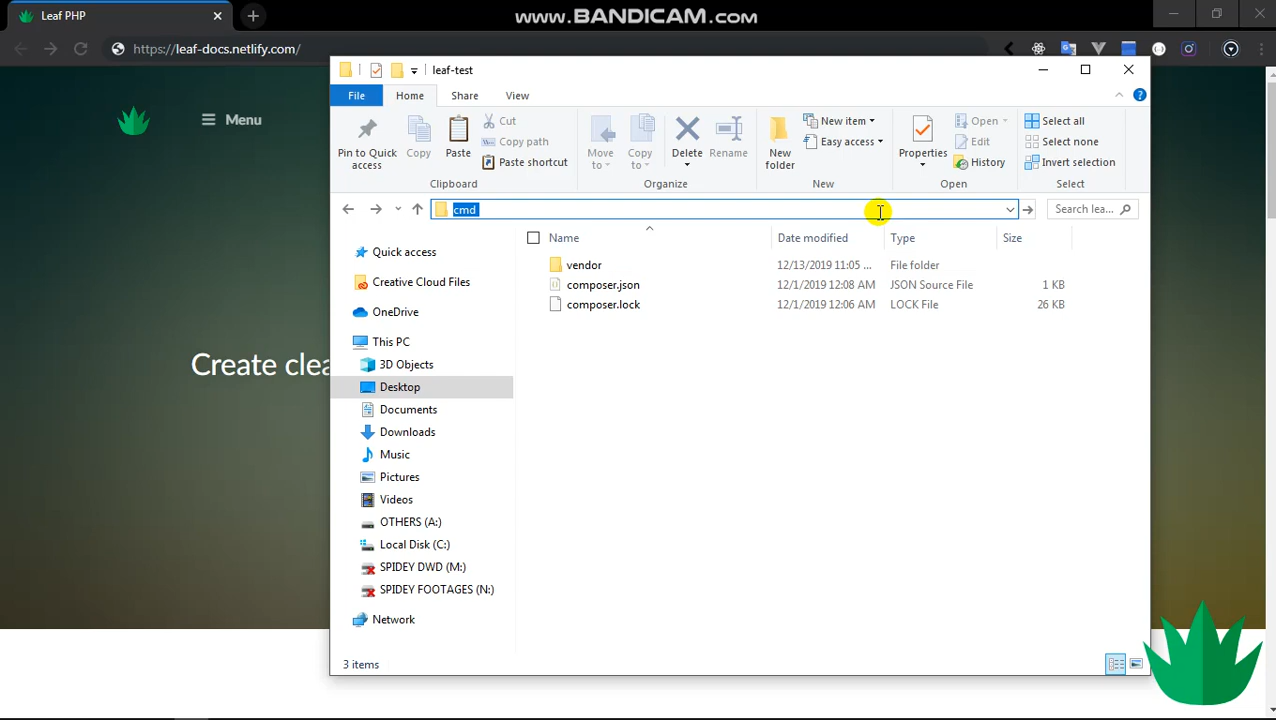 Leaf PHP
www.BANDICAM.com
https://leaf-docs.netlify.com/
leaf-test
File
Home
Share
View
Pin to Quick
access
Copy
Paste
Cut
Copy path
Paste shortcut
Move
to
Copy
to
Delete
Rename
New
folder
New item
Easy access
Properties
Open
Edit
History
Select all
Select none
Invert selection
Clipboard
Organize
New
Open
Select
Menu
cmd
Search lea...
Name
Date modified
Type
Size
vendor
12/13/2019 11:05 ...
File folder
composer.json
12/1/2019 12:08 AM
JSON Source File
1 KB
composer.lock
12/1/2019 12:06 AM
LOCK File
26 KB
Quick access
Creative Cloud Files
OneDrive
This PC
3D Objects
Desktop
Documents
Downloads
Music
Pictures
Videos
OTHERS (A:)
Local Disk (C:)
SPIDEY DWD (M:)
SPIDEY FOOTAGES (N:)
Network
Create clea
3 items